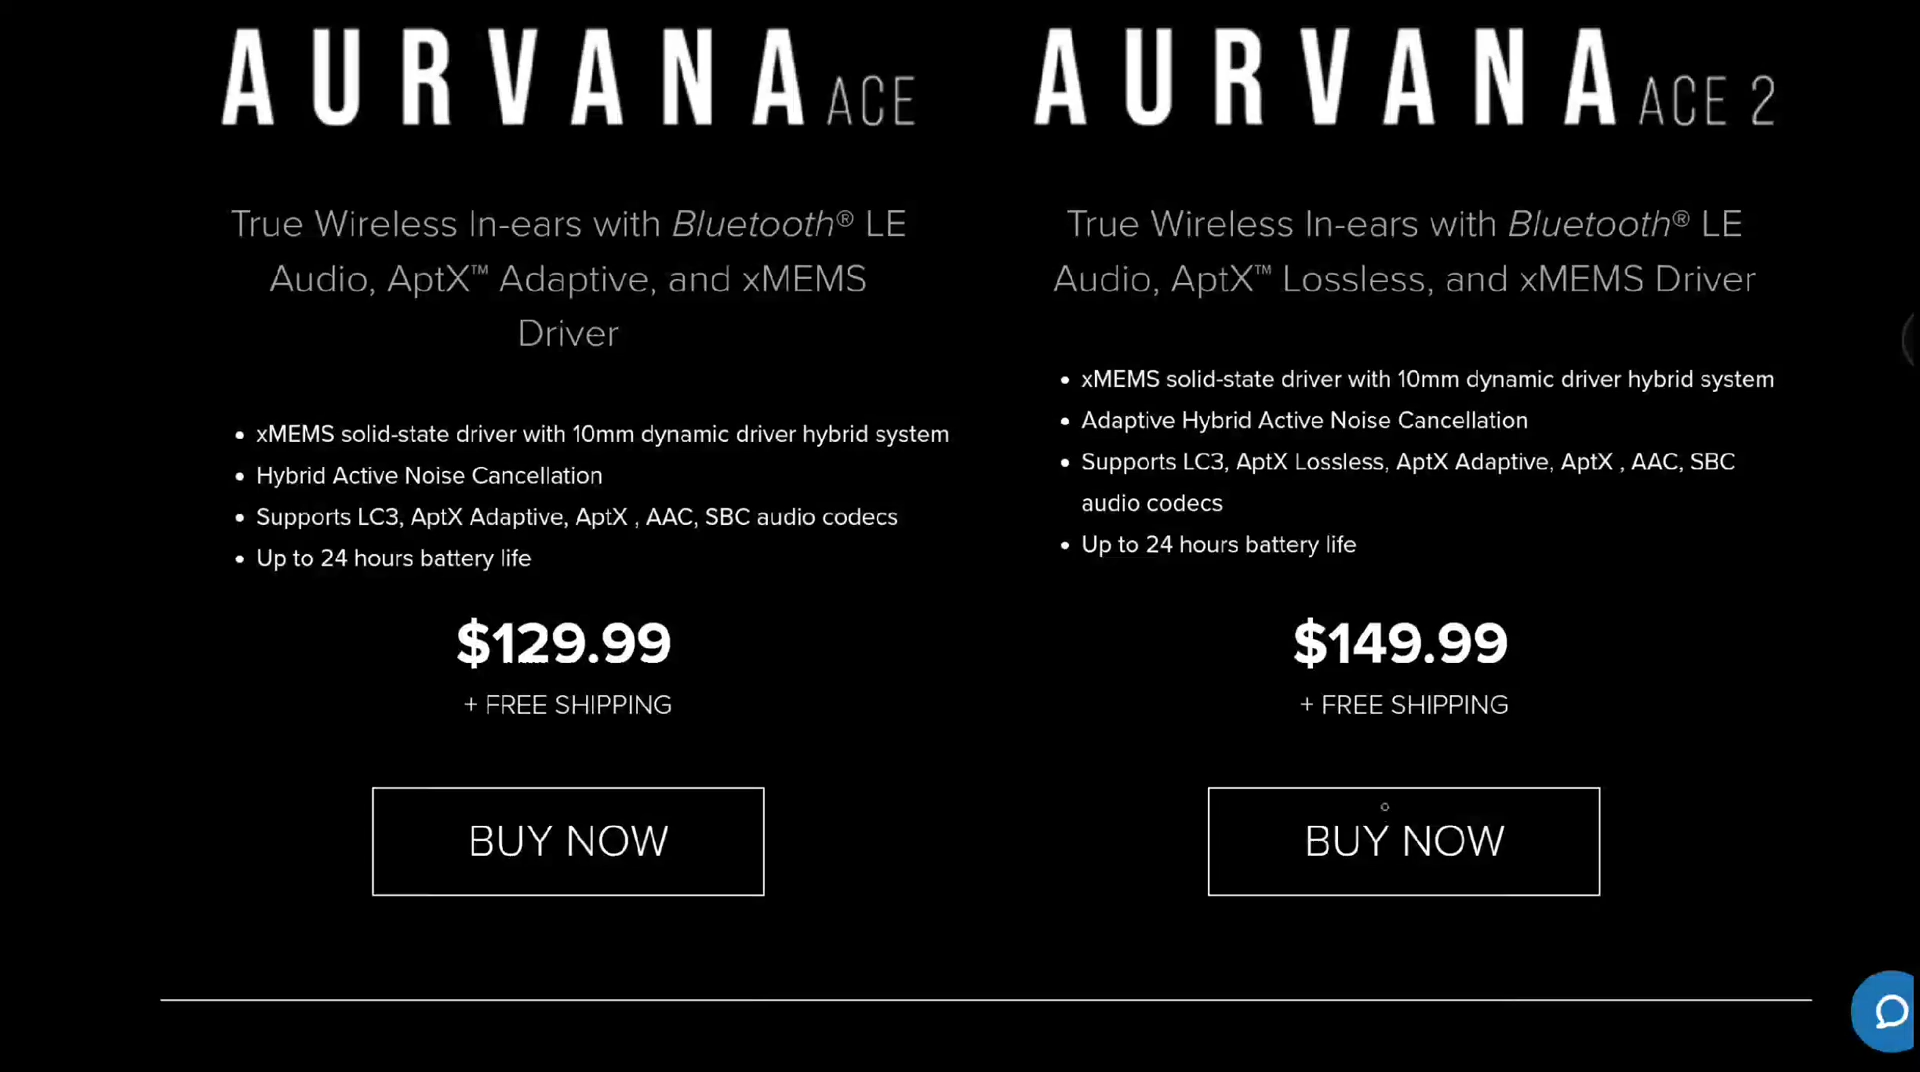 AURVANA ACE
True Wireless In-ears with Bluetooth® LE
Audio, AptX™ Adaptive, and xMEMS
Driver
• xMEMS solid-state driver with 10mm dynamic driver hybrid system
• Hybrid Active Noise Cancellation
• Supports LC3, AptX Adaptive, AptX , AAC, SBC audio codecs
• Up to 24 hours battery life
$129.99
+ FREE SHIPPING
BUY NOW
AURVANA ACE 2
True Wireless In-ears with Bluetooth® LE
Audio, AptX™ Lossless, and xMEMS Driver
• xMEMS solid-state driver with 10mm dynamic driver hybrid system
• Adaptive Hybrid Active Noise Cancellation
• Supports LC3, AptX Lossless, AptX Adaptive, AptX , AAC, SBC
audio codecs
• Up to 24 hours battery life
$149.99
+ FREE SHIPPING
BUY NOW